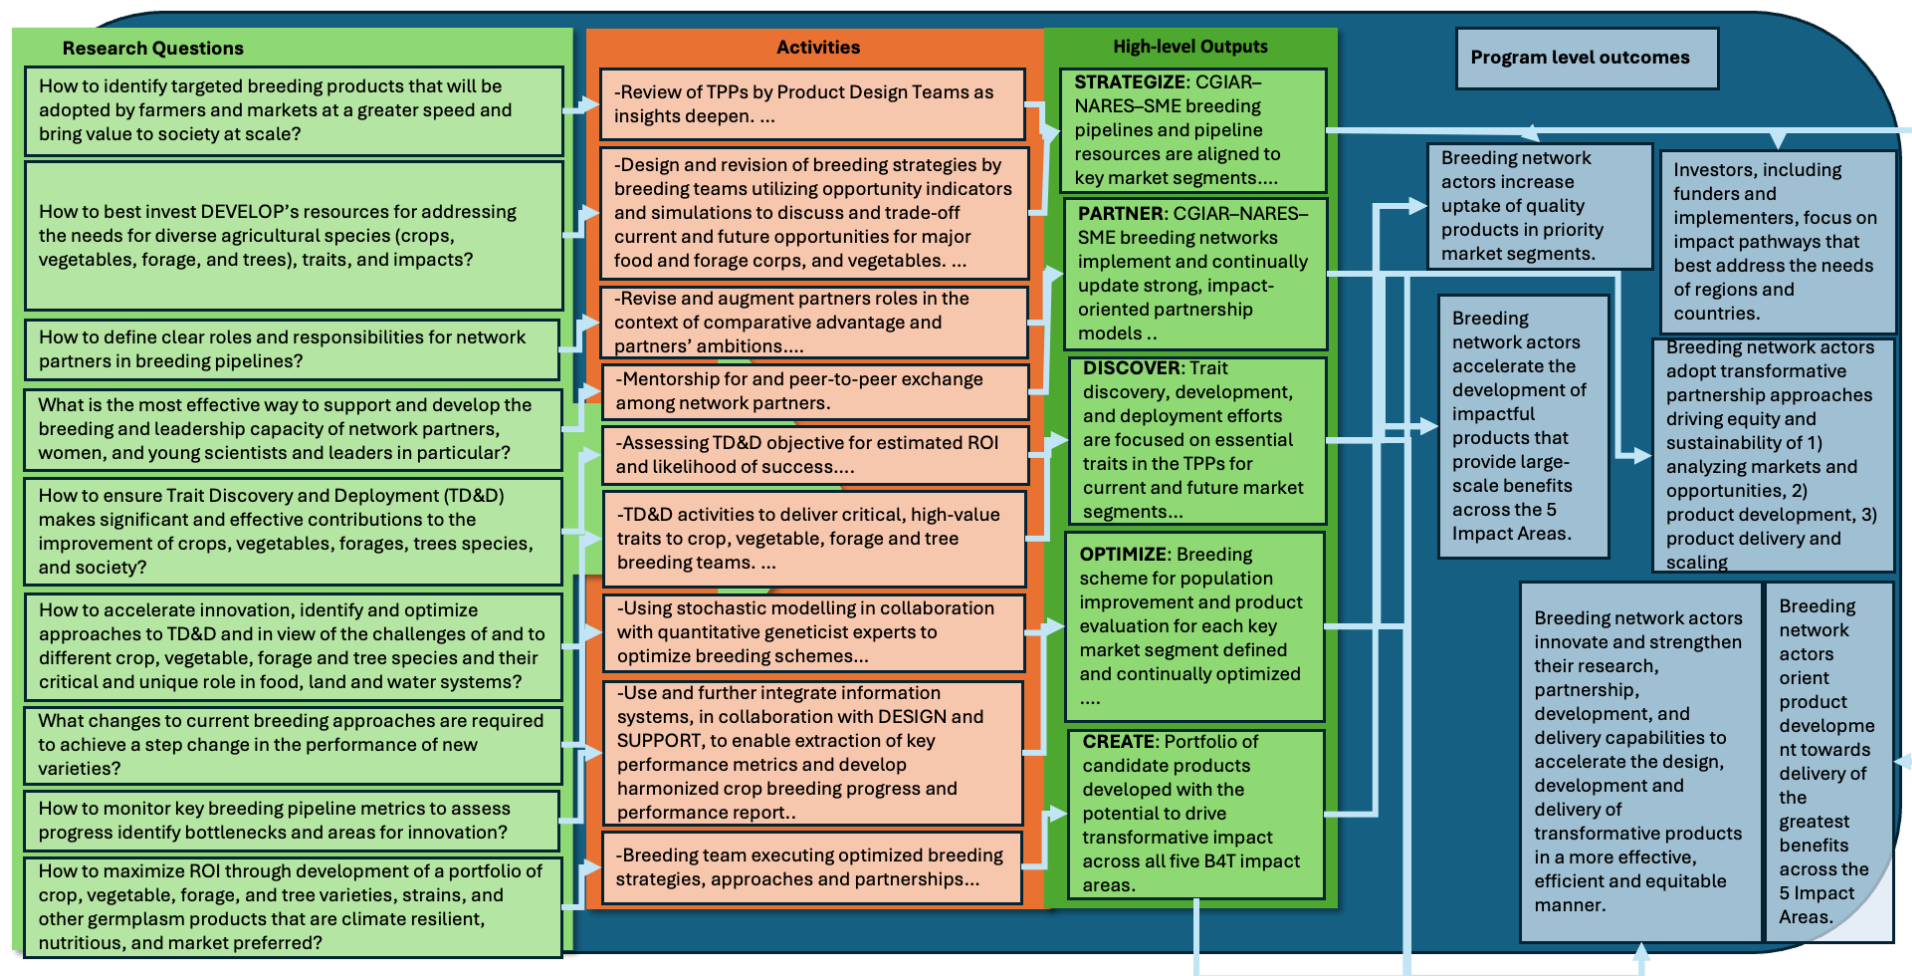 Research Questions
How to identify targeted breeding products that will be
adopted by farmers and markets at a greater speed and
bring value to society at scale?
How to best invest DEVELOP's resources for addressing
the needs for diverse agricultural species (crops,
vegetables, forage, and trees), traits, and impacts?
How to define clear roles and responsibilities for network
partners in breeding pipelines?
What is the most effective way to support and develop the
breeding and leadership capacity of network partners,
women, and young scientists and leaders in particular?
How to ensure Trait Discovery and Deployment (TD&D)
makes significant and effective contributions to the
improvement of crops, vegetables, forages, trees species,
and society?
How to accelerate innovation, identify and optimize
approaches to TD&D and in view of the challenges of and to
different crop, vegetable, forage and tree species and their
critical and unique role in food, land and water systems?
What changes to current breeding approaches are required
to achieve a step change in the performance of new
varieties?
How to monitor key breeding pipeline metrics to assess
progress identify bottlenecks and areas for innovation?
How to maximize ROI through development of a portfolio of
crop, vegetable, forage, and tree varieties, strains, and
other germplasm products that are climate resilient,
nutritious, and market preferred?
Activities
-Review of TPPs by Product Design Teams as
insights deepen. ...
-Design and revision of breeding strategies by
breeding teams utilizing opportunity indicators
and simulations to discuss and trade-off
current and future opportunities for major
food and forage corps, and vegetables. ...
-Revise and augment partners roles in the
context of comparative advantage and
partners' ambitions....
-Mentorship for and peer-to-peer exchange
among network partners.
-Assessing TD&D objective for estimated ROI
and likelihood of success....
-TD&D activities to deliver critical, high-value
traits to crop, vegetable, forage and tree
breeding teams. ...
-Using stochastic modelling in collaboration
with quantitative geneticist experts to
optimize breeding schemes...
-Use and further integrate information
systems, in collaboration with DESIGN and
SUPPORT, to enable extraction of key
performance metrics and develop
harmonized crop breeding progress and
performance report..
-Breeding team executing optimized breeding
strategies, approaches and partnerships...
High-level Outputs
STRATEGIZE: CGIAR–
NARES–SME breeding
pipelines and pipeline
resources are aligned to
key market segments....
PARTNER: CGIAR–NARES–
SME breeding networks
implement and continually
update strong, impact-
oriented partnership
models ..
DISCOVER: Trait
discovery, development,
and deployment efforts
are focused on essential
traits in the TPPs for
current and future market
segments...
OPTIMIZE: Breeding
scheme for population
improvement and product
evaluation for each key
market segment defined
and continually optimized
....
CREATE: Portfolio of
candidate products
developed with the
potential to drive
transformative impact
across all five B4T impact
areas.
Program level outcomes
Breeding network
actors increase
uptake of quality
products in priority
market segments.
Investors, including
funders and
implementers, focus on
impact pathways that
best address the needs
of regions and
countries.
Breeding
network actors
accelerate the
development of
impactful
products that
provide large-
scale benefits
across the 5
Impact Areas.
Breeding network actors
adopt transformative
partnership approaches
driving equity and
sustainability of 1)
analyzing markets and
opportunities, 2)
product development, 3)
product delivery and
scaling
Breeding network actors
innovate and strengthen
their research,
partnership,
development, and
delivery capabilities to
accelerate the design,
development and
delivery of
transformative products
in a more effective,
efficient and equitable
manner.
Breeding
network
actors
orient
product
developme
nt towards
delivery of
the
greatest
benefits
across the
5 Impact
Areas.